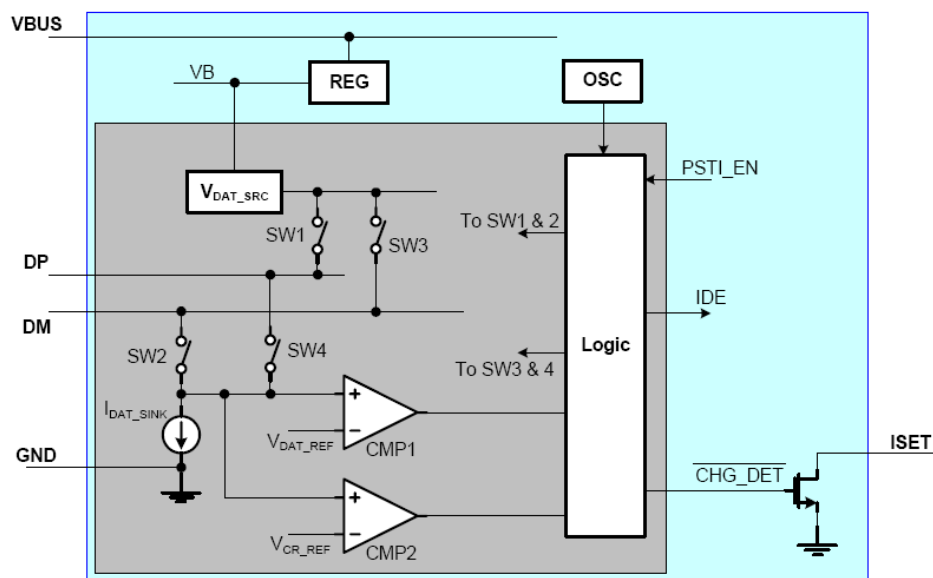 VBUS
VB
REG
OSC
PSTI_EN
VDAT_SRC
SW1
SW3
To SW1 & 2
DP
IDE
DM
SW2
SW4
Logic
To SW3 & 4
IDAT_SINK
+
−
VDAT_REF
CMP1
GND
ISET
CHG_DET
+
−
VCR_REF
CMP2